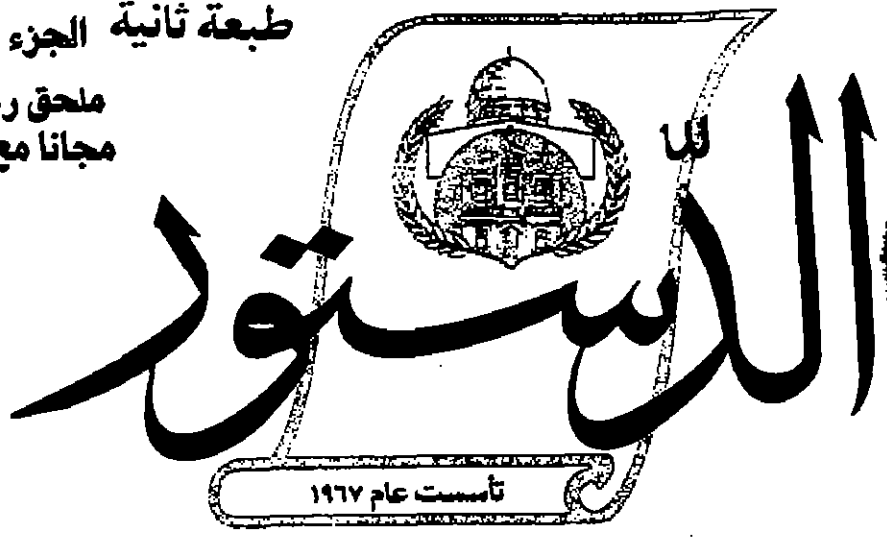 طبعة ثانية الجزء
ملحق
مجانا مع
الدستور
تأسست عام ١٩٦٧